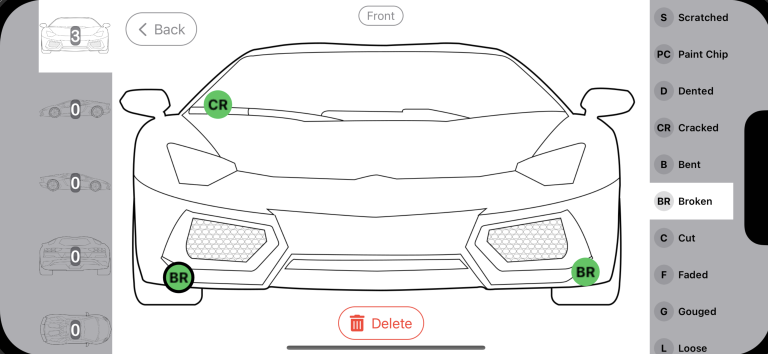 3
0
0
0
0
Back
Front
CR
BR
BR
Delete
S Scratched
PC Paint Chip
D Dented
CR Cracked
B Bent
BR Broken
C Cut
F Faded
G Gouged
L Loose